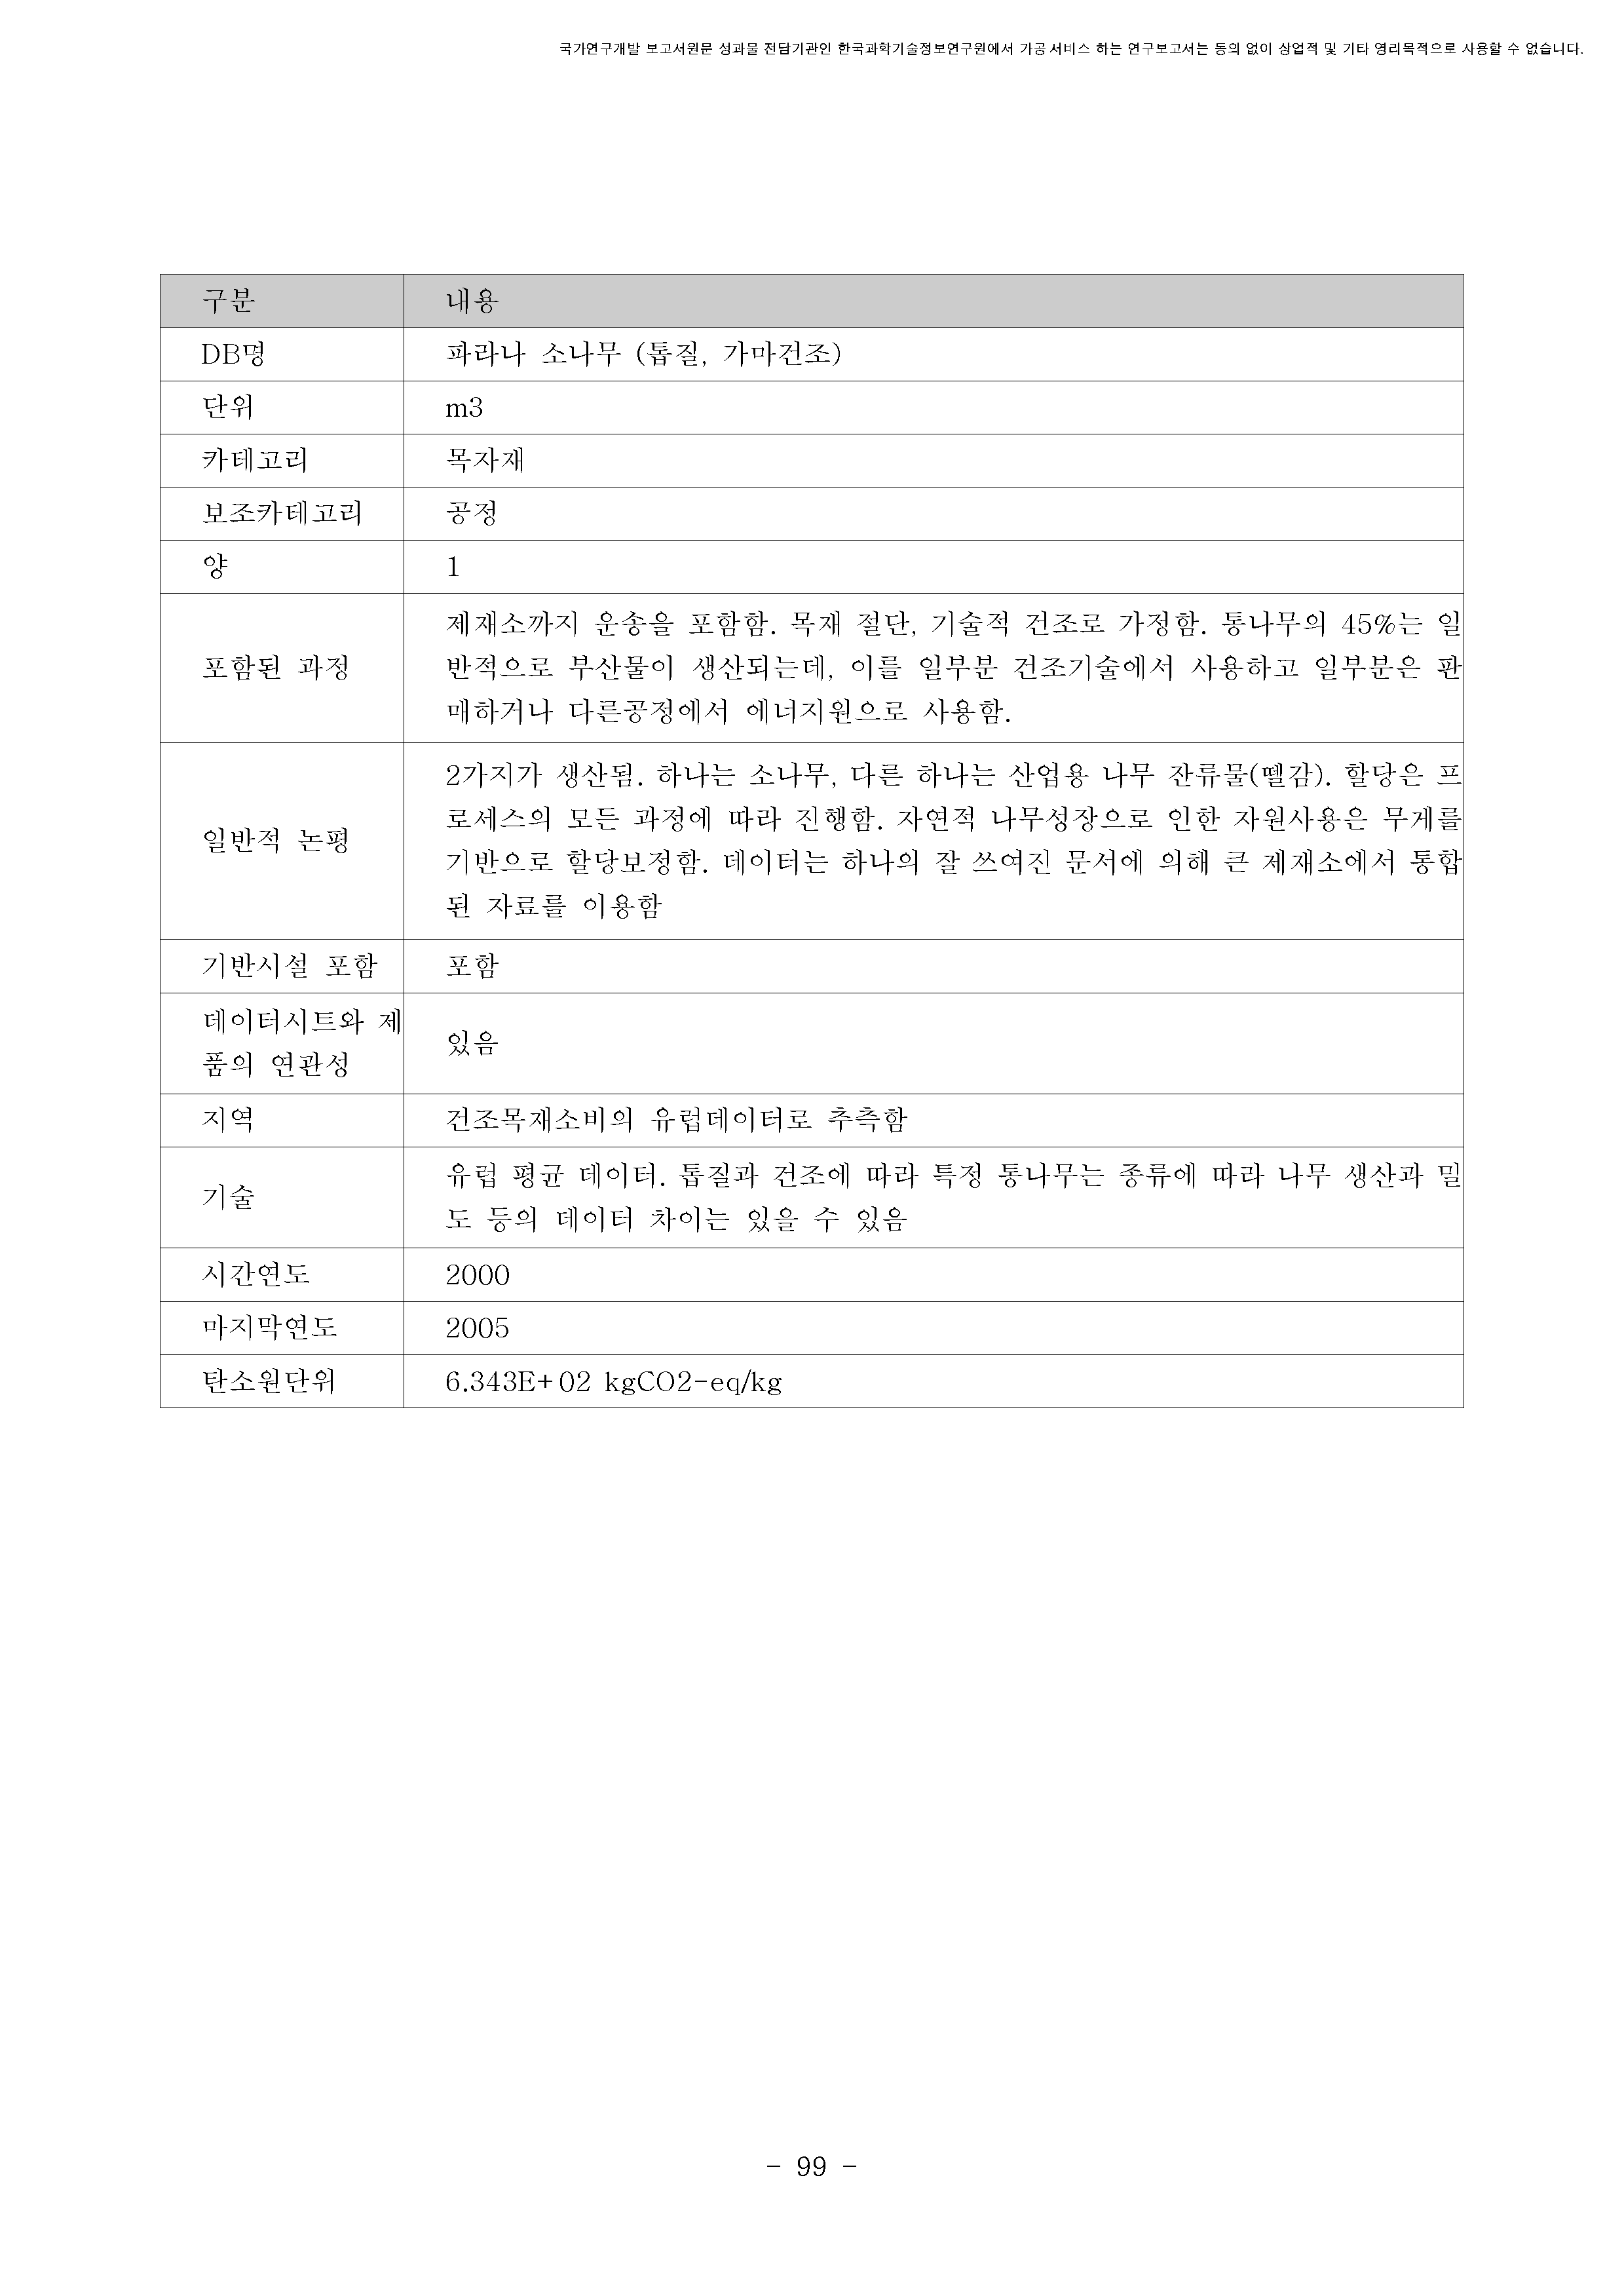 국가연구개발 보고서원문 성과물 전담기관인 한국과학기술정보연구원에서 가공·서비스 하는 연구보고서는 동의 없이 상업적 및 기타 영리목적으로 사용할 수 없습니다.
구분 내용
DB명 파라나 소나무 (톱질, 가마건조)
단위 m3
카테고리 목자재
보조카테고리 공정
양 1
제재소까지 운송을 포함함. 목재 절단, 기술적 건조로 가정함. 통나무의 45%는 일
포함된 과정 반적으로 부산물이 생산되는데, 이를 일부분 건조기술에서 사용하고 일부분은 판
매하거나 다른공정에서 에너지원으로 사용함.
2가지가 생산됨. 하나는 소나무, 다른 하나는 산업용 나무 잔류물(뗄감). 할당은 프
로세스의 모든 과정에 따라 진행함. 자연적 나무성장으로 인한 자원사용은 무게를
일반적 논평
기반으로 할당보정함. 데이터는 하나의 잘 쓰여진 문서에 의해 큰 제재소에서 통합
된 자료를 이용함
기반시설 포함 포함
데이터시트와 제
품의 연관성
있음
지역 건조목재소비의 유럽데이터로 추측함
기술
유럽 평균 데이터. 톱질과 건조에 따라 특정 통나무는 종류에 따라 나무 생산과 밀
도 등의 데이터 차이는 있을 수 있음
시간연도 2000
마지막연도 2005
탄소원단위 6.343E+02 kgCO2-eq/kg
- 99 -